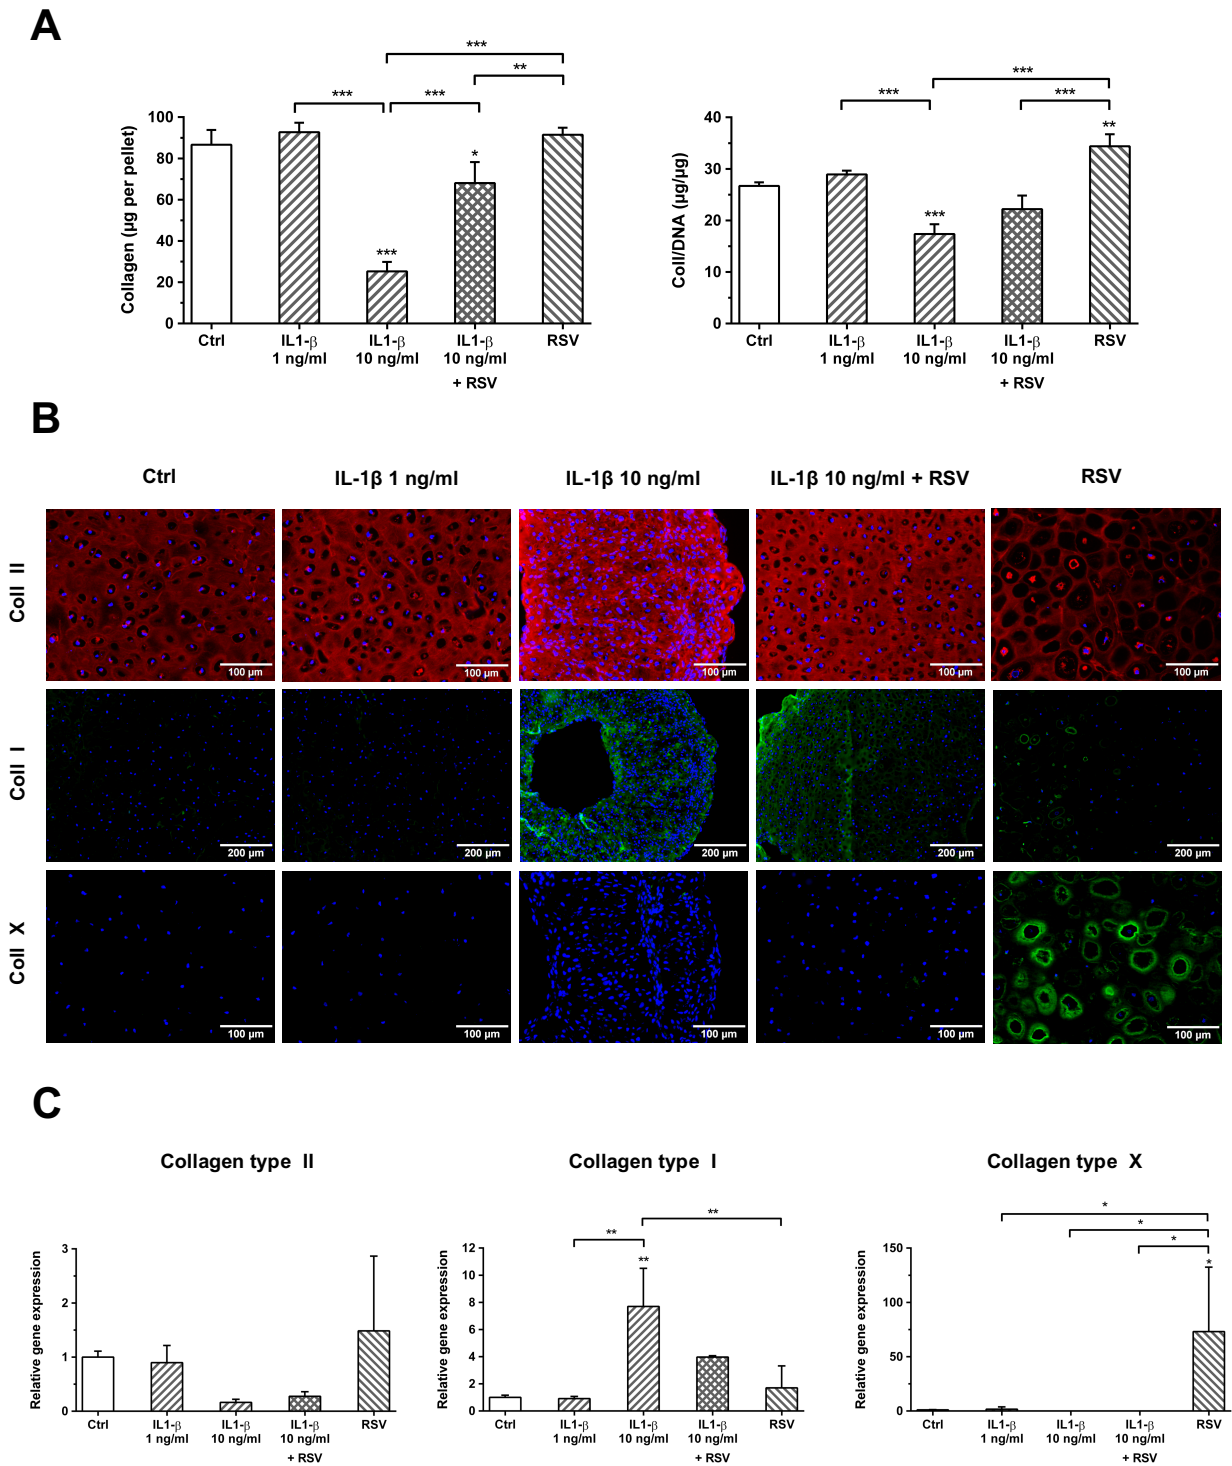 A
***
***
**
***
***
***
***
***
Collagen (µg per pellet)
100
80
60
40
20
0
***
*
Ctrl
IL1-β
1 ng/ml
IL1-β
10 ng/ml
IL1-β
10 ng/ml
+ RSV
RSV
Coll/DNA (µg/µg)
40
30
20
10
0
***
**
Ctrl
IL1-β
1 ng/ml
IL1-β
10 ng/ml
IL1-β
10 ng/ml
+ RSV
RSV
B
Ctrl
IL-1β 1 ng/ml
IL-1β 10 ng/ml
IL-1β 10 ng/ml + RSV
RSV
Coll II
100 µm
100 µm
100 µm
100 µm
100 µm
Coll I
200 µm
200 µm
200 µm
200 µm
200 µm
Coll X
100 µm
100 µm
100 µm
100 µm
100 µm
C
Collagen type II
Relative gene expression
3
2
1
0
Ctrl
IL1-β
1 ng/ml
IL1-β
10 ng/ml
IL1-β
10 ng/ml
+ RSV
RSV
Collagen type I
**
**
**
Relative gene expression
12
10
8
6
4
2
0
Ctrl
IL1-β
1 ng/ml
IL1-β
10 ng/ml
IL1-β
10 ng/ml
+ RSV
RSV
Collagen type X
*
*
*
*
Relative gene expression
150
100
50
0
Ctrl
IL1-β
1 ng/ml
IL1-β
10 ng/ml
IL1-β
10 ng/ml
+ RSV
RSV